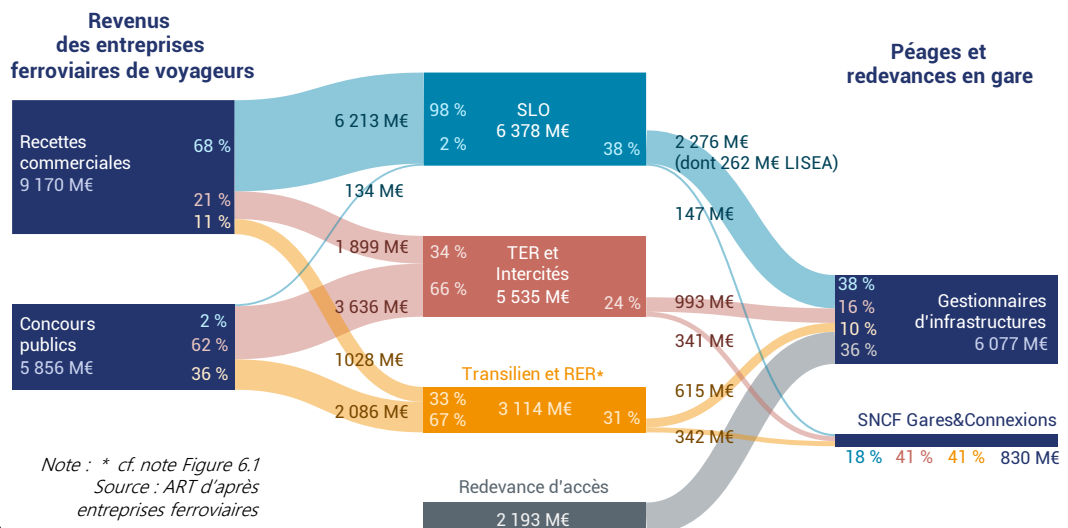 Revenus
des entreprises
ferroviaires de voyageurs
Péages et
redevances en gare
Recettes
commerciales
9 170 M€
68 %
21 %
11 %
Concours
publics
5 856 M€
2 %
62 %
36 %
6 213 M€
134 M€
1 899 M€
3 636 M€
1028 M€
2 086 M€
98 %
2 %
SLO
6 378 M€
38 %
34 %
66 %
TER et
Intercités
5 535 M€
24 %
Transilien et RER*
33 %
67 %
3 114 M€
31 %
Redevance d'accès
2 193 M€
2 276 M€
(dont 262 M€ LISEA)
147 M€
993 M€
341 M€
615 M€
342 M€
38 %
16 %
10 %
36 %
Gestionnaires
d'infrastructures
6 077 M€
SNCF Gares&Connexions
18 % 41 % 41 % 830 M€
Note : * cf. note Figure 6.1
Source : ART d'après
entreprises ferroviaires